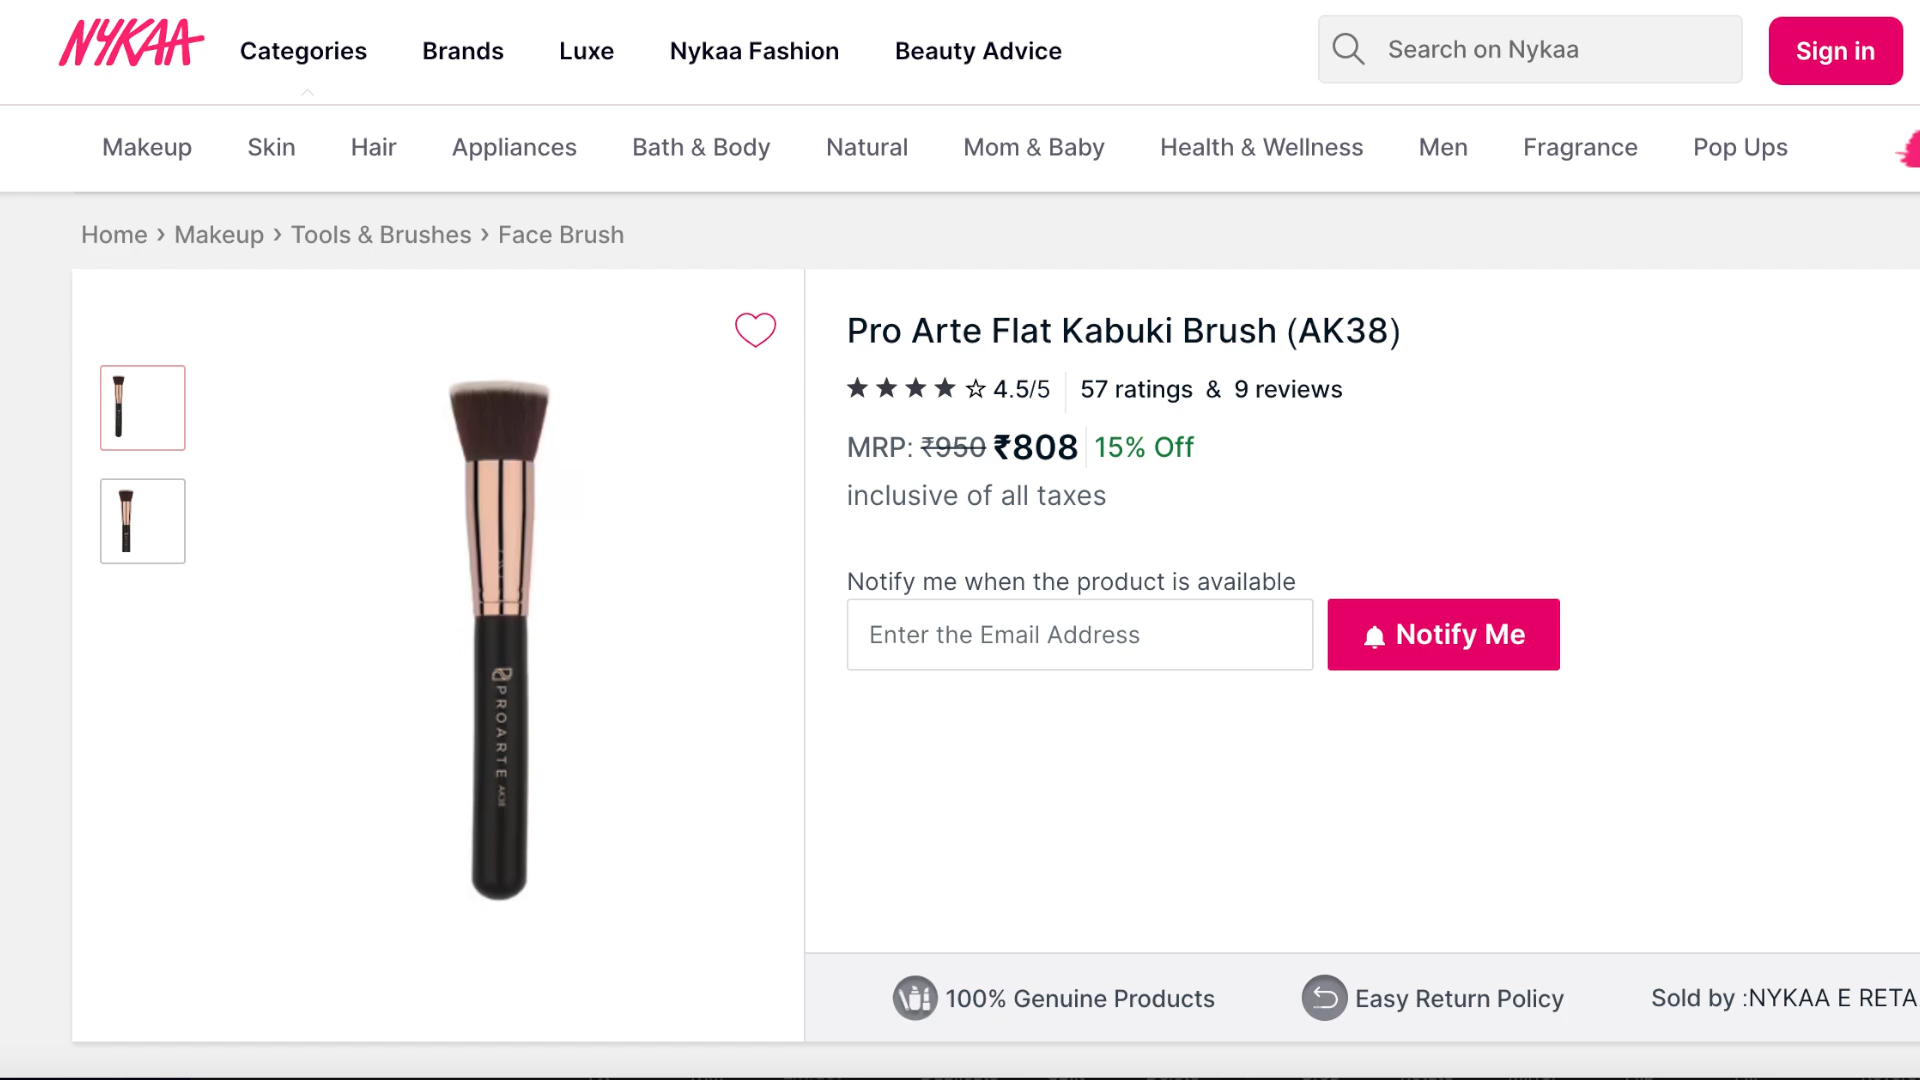 NYKAA
Categories
Brands
Luxe
Nykaa Fashion
Beauty Advice
Search on Nykaa
Sign in
Makeup
Skin
Hair
Appliances
Bath & Body
Natural
Mom & Baby
Health & Wellness
Men
Fragrance
Pop Ups
Home › Makeup › Tools & Brushes › Face Brush
Pro Arte Flat Kabuki Brush (AK38)
4.5/5
57 ratings & 9 reviews
MRP: ₹950 ₹808 15% Off
inclusive of all taxes
Notify me when the product is available
Enter the Email Address
Notify Me
PROARTE AK38
100% Genuine Products
Easy Return Policy
Sold by :NYKAA E RETA